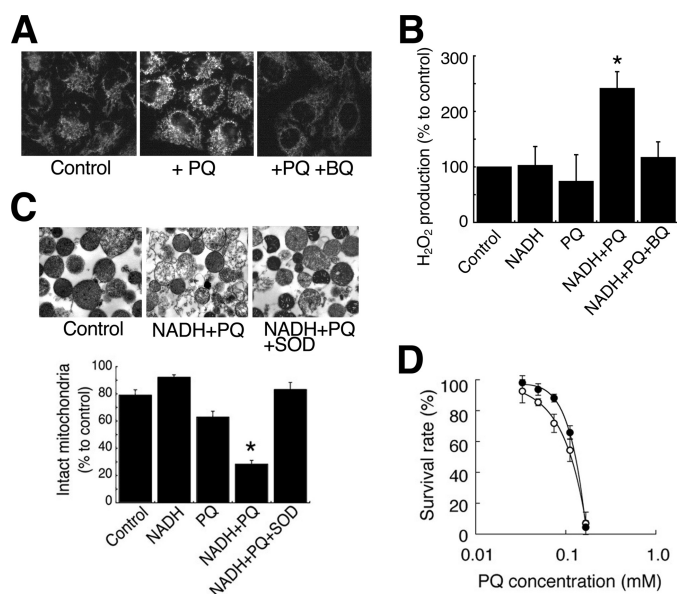 A
Control
+ PQ
+PQ +BQ
B
H₂O₂ production (% to control)
300
200
100
0
Control
NADH
PQ
NADH+PQ
NADH+PQ+BQ
*
C
Control
NADH+PQ
NADH+PQ
+SOD
Intact mitochondria
(% to control)
100
80
60
40
20
0
Control
NADH
PQ
NADH+PQ
NADH+PQ+SOD
*
D
Survival rate (%)
100
80
60
40
20
0
0.01
0.1
1.0
PQ concentration (mM)